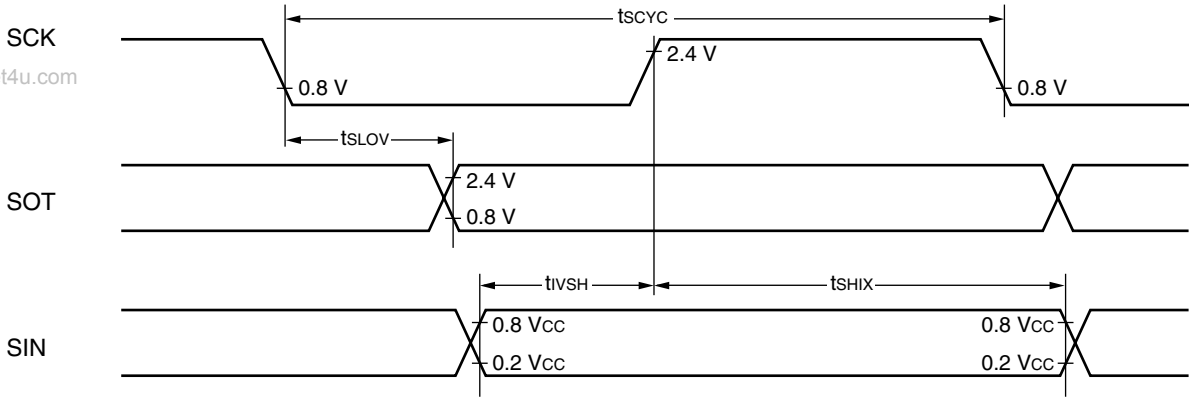 tSCYC
SCK
2.4 V
t4u.com
0.8 V
0.8 V
tSLOV
2.4 V
SOT
0.8 V
tIVSH
tSHIX
0.8 VCC
0.8 VCC
SIN
0.2 VCC
0.2 VCC